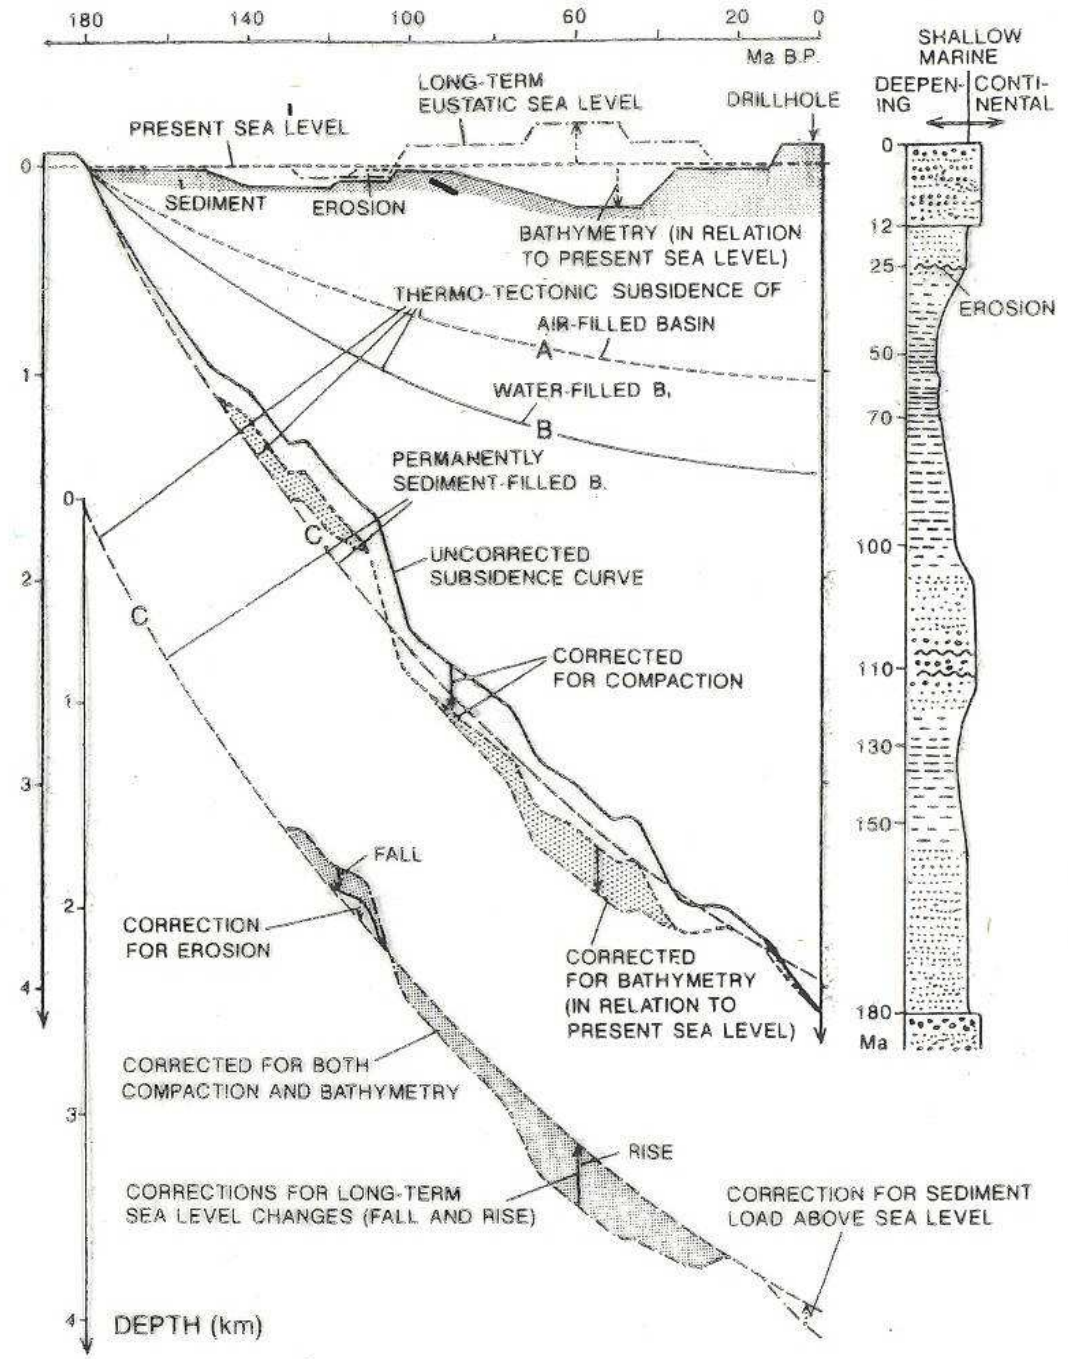 180 140 100 60 20 0
Ma B.P.
SHALLOW
MARINE
DEEPEN-
ING
CONTI-
NENTAL
LONG-TERM
EUSTATIC SEA LEVEL
DRILLHOLE
PRESENT SEA LEVEL
0
SEDIMENT
EROSION
BATHYMETRY (IN RELATION
TO PRESENT SEA LEVEL)
THERMO-TECTONIC SUBSIDENCE OF
AIR-FILLED BASIN
A
1
WATER-FILLED B.
B
PERMANENTLY
SEDIMENT-FILLED B.
0
C
UNCORRECTED
SUBSIDENCE CURVE
2
C
CORRECTED
FOR COMPACTION
1
3
FALL
2
CORRECTION
FOR EROSION
CORRECTED
FOR BATHYMETRY
(IN RELATION TO
PRESENT SEA LEVEL)
4
CORRECTED FOR BOTH
COMPACTION AND BATHYMETRY
3
RISE
CORRECTIONS FOR LONG-TERM
SEA LEVEL CHANGES (FALL AND RISE)
CORRECTION FOR SEDIMENT
LOAD ABOVE SEA LEVEL
4
DEPTH (km)
0
12
25
EROSION
50
70
100
110
130
150
180
Ma